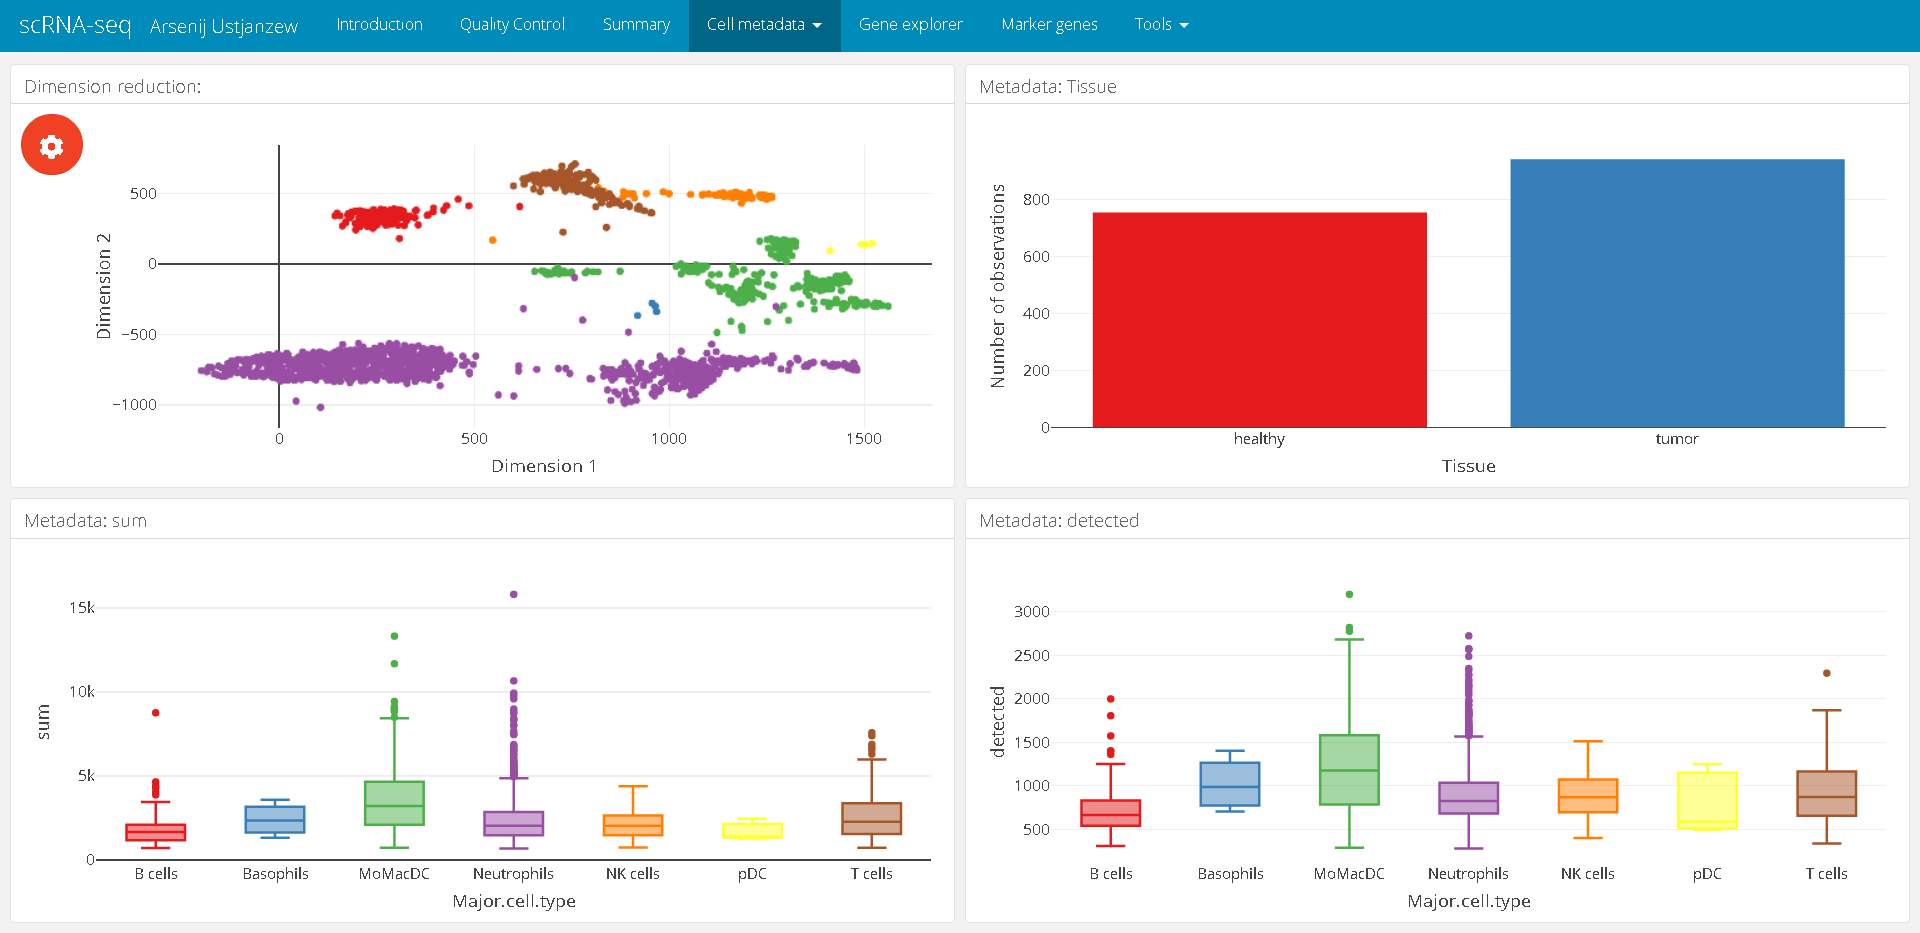 scRNA-seq Arsenij Ustjanzew Introduction Quality Control Summary Cell metadata Gene explorer Marker genes Tools
Dimension reduction:
500
0
−500
−1000
Dimension 2
0 500 1000 1500
Dimension 1
Metadata: Tissue
800
600
400
200
0
Number of observations
healthy tumor
Tissue
Metadata: sum
15k
10k
5k
0
sum
B cells Basophils MoMacDC Neutrophils NK cells pDC T cells
Major.cell.type
Metadata: detected
3000
2500
2000
1500
1000
500
detected
B cells Basophils MoMacDC Neutrophils NK cells pDC T cells
Major.cell.type